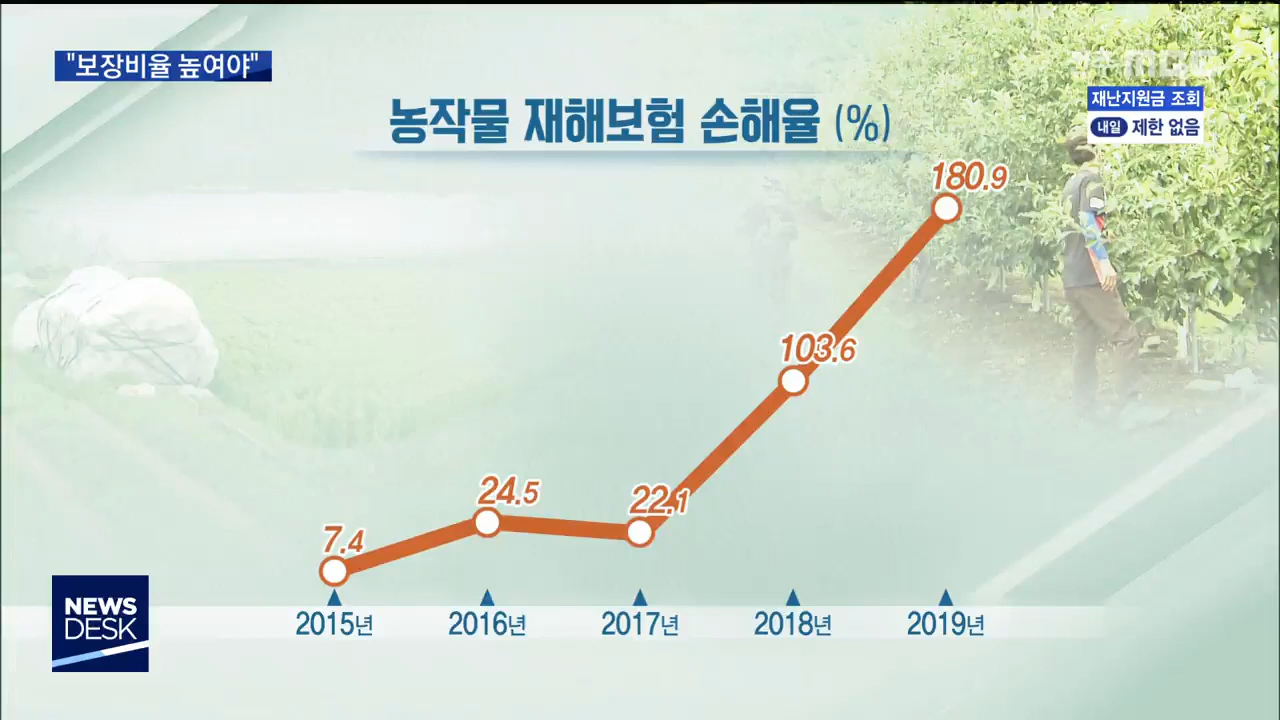 "보장비율 높여야"
MBC
재난지원금 조회
내일 제한 없음
농작물 재해보험 손해율 (%)
180.9
103.6
24.5
22.1
7.4
2015년 2016년 2017년 2018년 2019년
NEWS
DESK